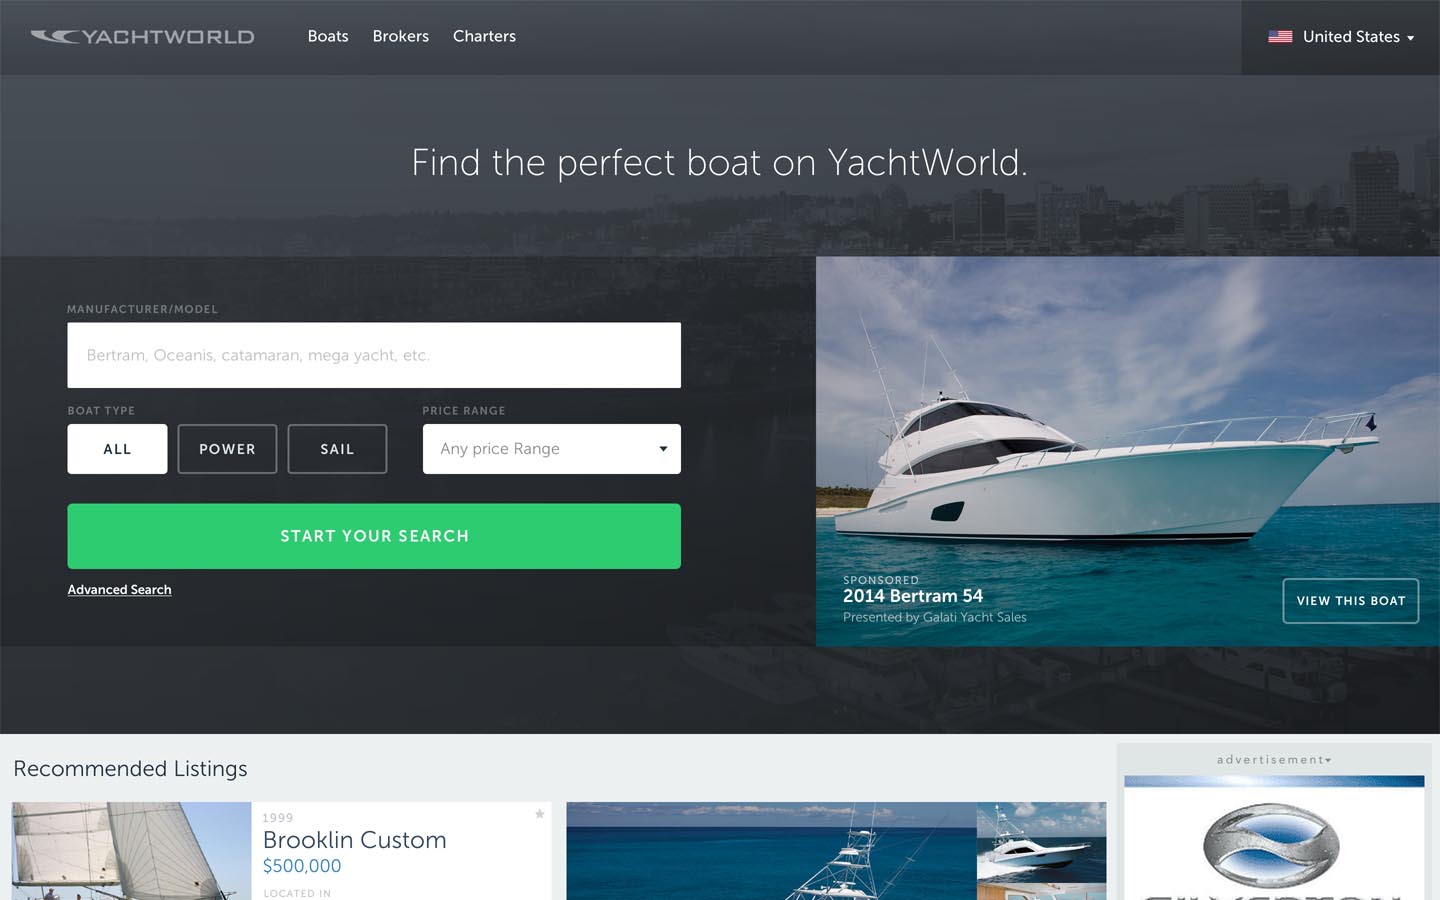 YACHTWORLD
Boats Brokers Charters
United States
Find the perfect boat on YachtWorld.
MANUFACTURER/MODEL
Bertram, Oceanis, catamaran, mega yacht, etc.
BOAT TYPE
PRICE RANGE
ALL POWER SAIL
Any price Range
START YOUR SEARCH
Advanced Search
SPONSORED
2014 Bertram 54
Presented by Galati Yacht Sales
VIEW THIS BOAT
Recommended Listings
1999
Brooklin Custom
$500,000
LOCATED IN
advertisement